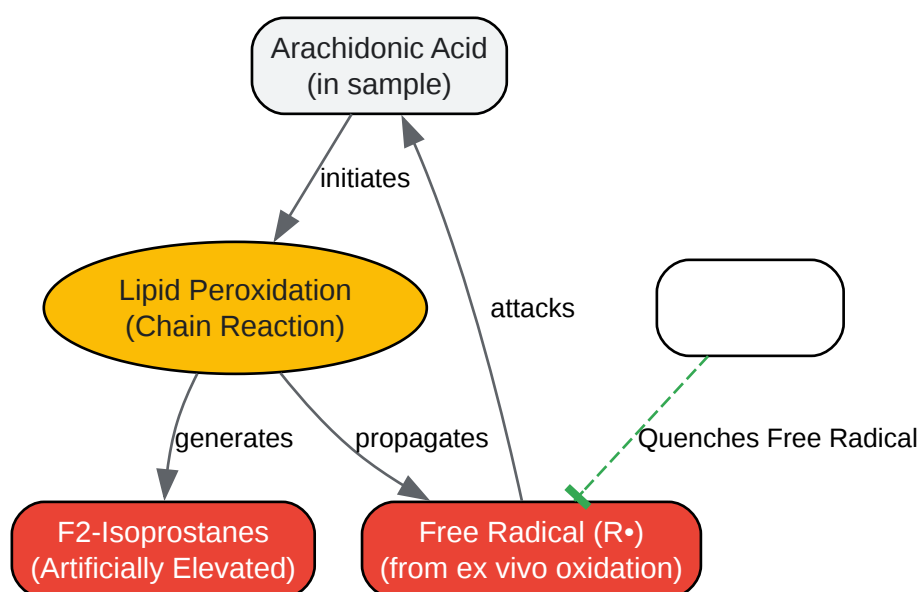 Arachidonic Acid
(in sample)
initiates
Lipid Peroxidation
(Chain Reaction)
attacks
generates
propagates
Quenches Free Radical
F2-Isoprostanes
(Artificially Elevated)
Free Radical (R•)
(from ex vivo oxidation)